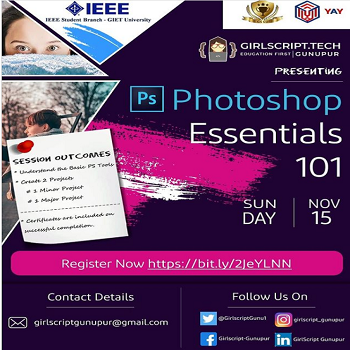 IEEE
IEEE Student Branch - GIET University
YAY
GIRLSCRIPT.TECH
EDUCATION FIRST GUNUPUR
PRESENTING
Ps Photoshop
Essentials
101
SESSION OUTCOMES
* Understand the Basic PS Tools
* Create 2 Projects
# 1 Minor Project
# 1 Major Project
* Certificates are included on
successful completion.
SUN
DAY
NOV
15
Register Now https://bit.ly/2JeYLNN
Contact Details
girlscriptgunupur@gmail.com
Follow Us On
@GirlscriptGunu1
girlscript_gunupur
@Girlscript-Gunupur
Girlscript Gunupur